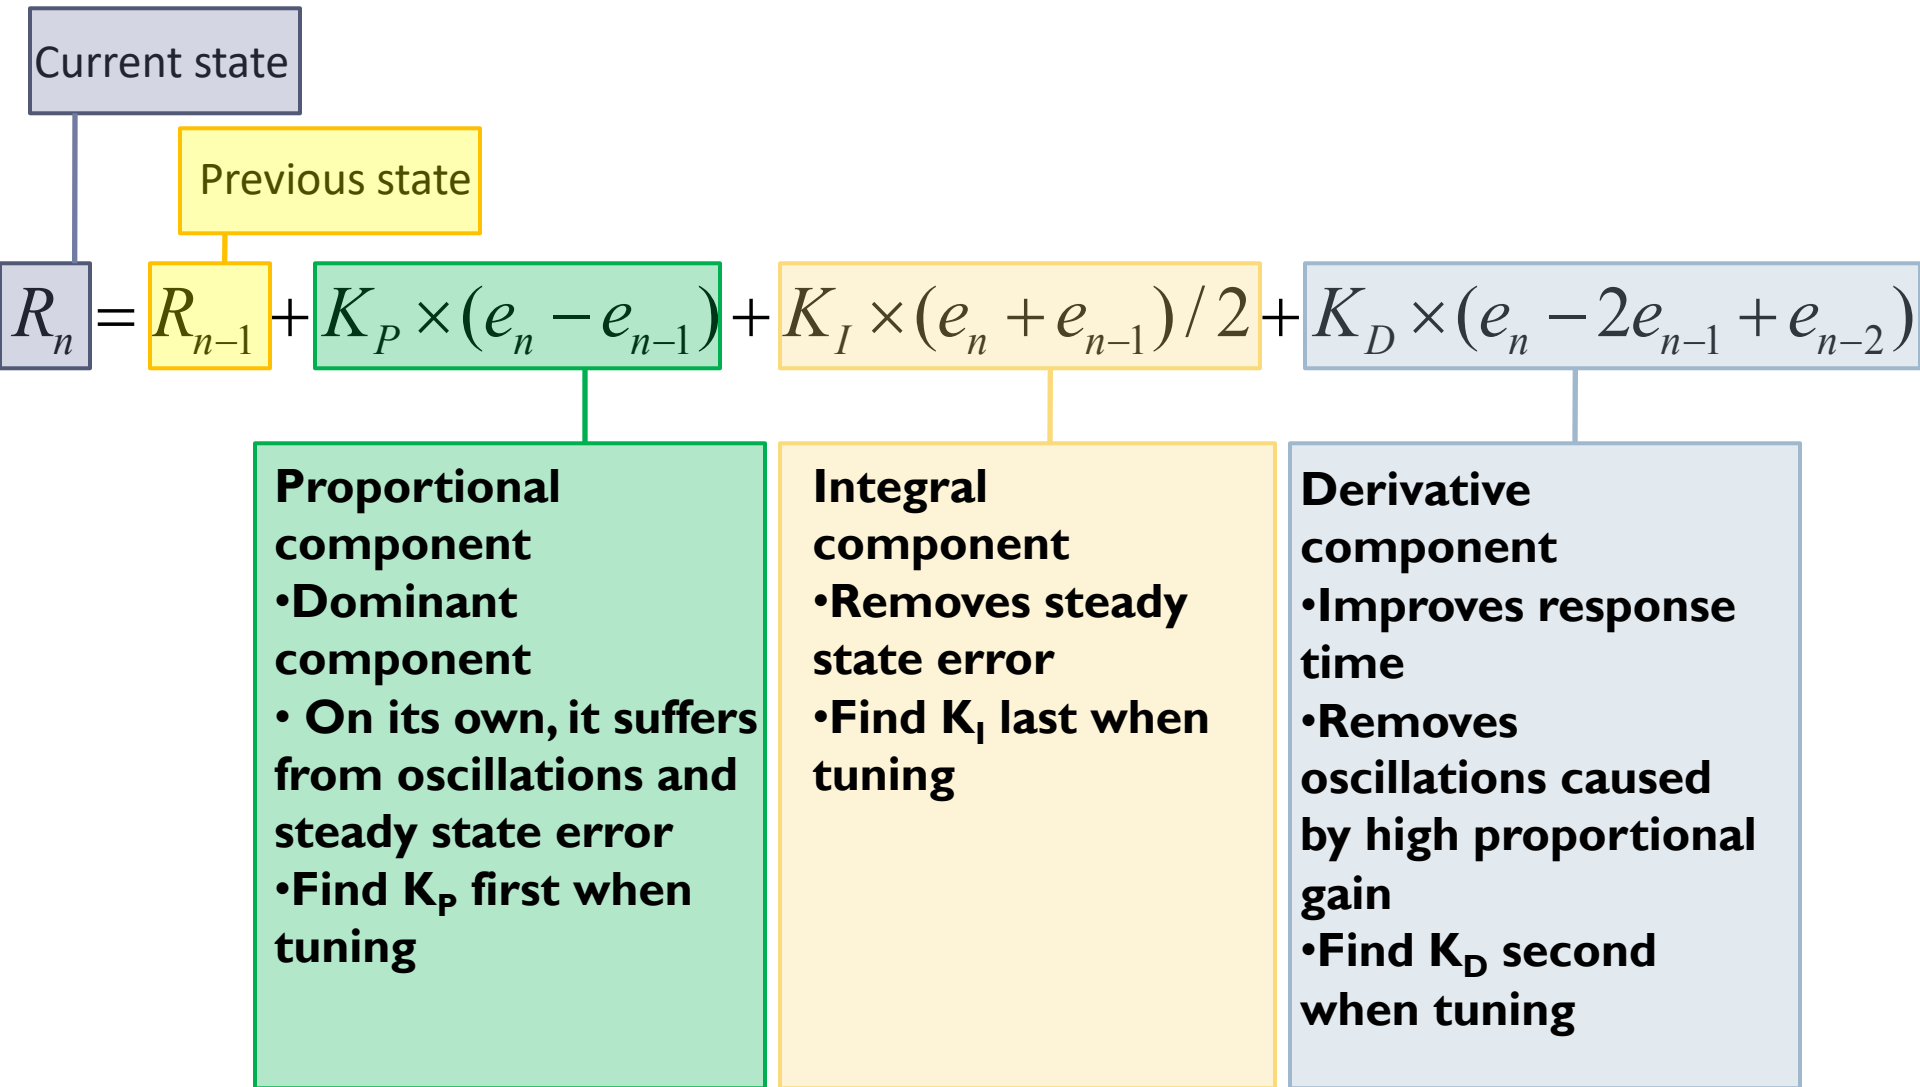 Current state
Previous state
R_n = R_{n-1} + K_P × (e_n − e_{n−1}) + K_I × (e_n + e_{n−1}) / 2 + K_D × (e_n − 2e_{n−1} + e_{n−2})
Proportional
component
•Dominant
component
• On its own, it suffers
from oscillations and
steady state error
•Find K_P first when
tuning
Integral
component
•Removes steady
state error
•Find K_I last when
tuning
Derivative
component
•Improves response
time
•Removes
oscillations caused
by high proportional
gain
•Find K_D second
when tuning